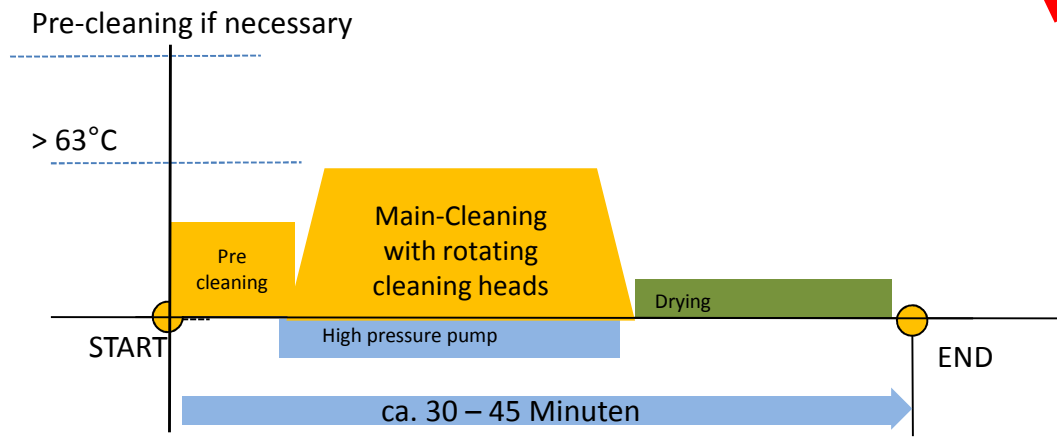 Pre-cleaning if necessary
> 63°C
Pre
cleaning
Main-Cleaning
with rotating
cleaning heads
Drying
High pressure pump
START
END
ca. 30 – 45 Minuten